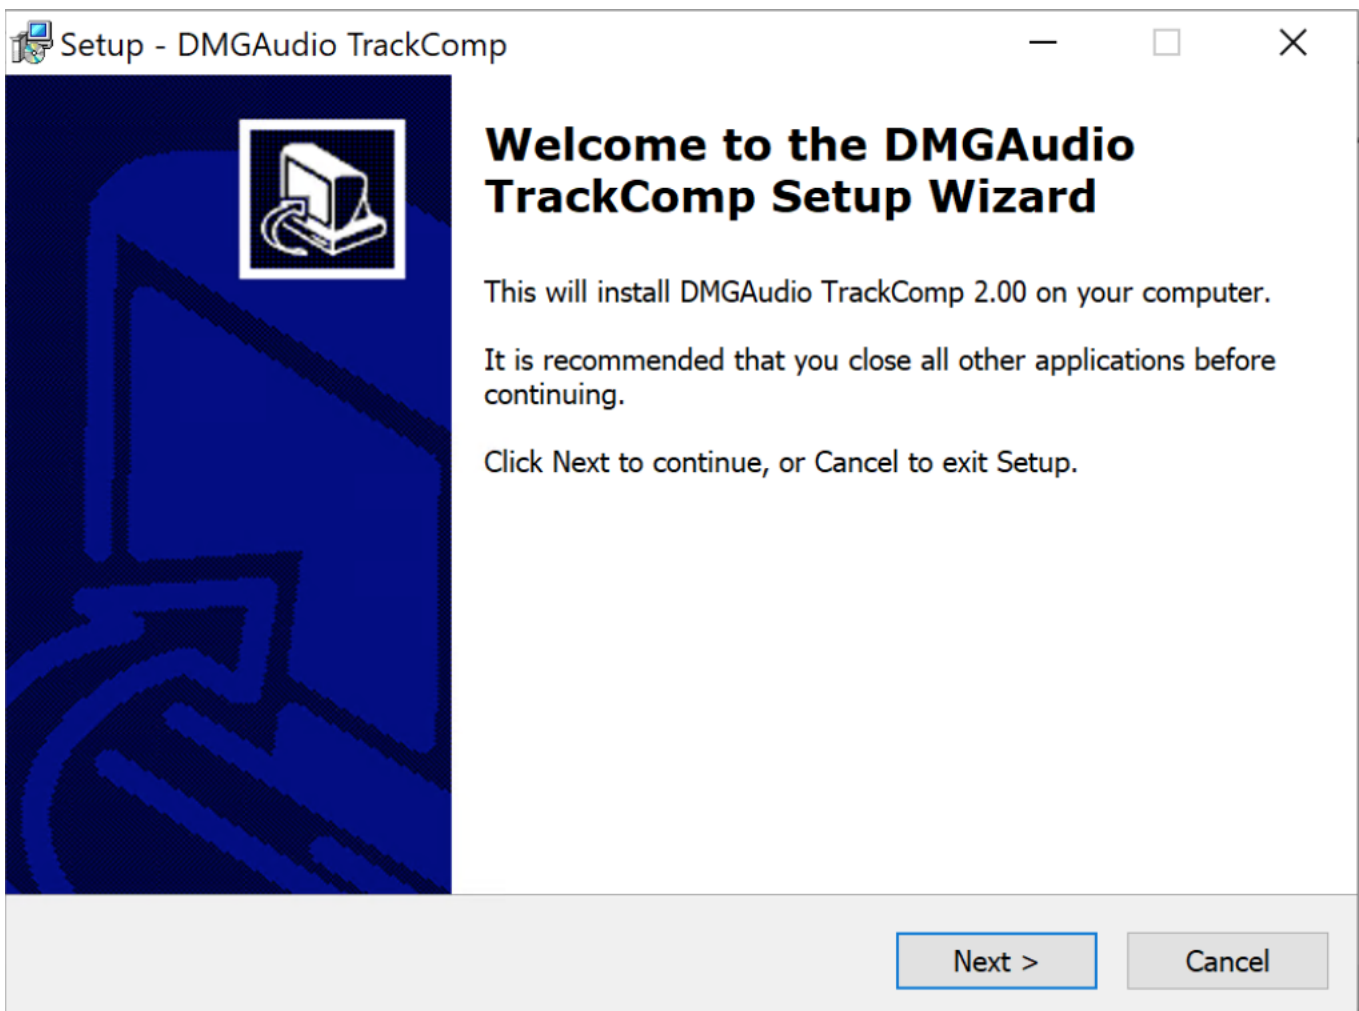 Setup - DMGAudio TrackComp
Welcome to the DMGAudio
TrackComp Setup Wizard
This will install DMGAudio TrackComp 2.00 on your computer.
It is recommended that you close all other applications before
continuing.
Click Next to continue, or Cancel to exit Setup.
Next >
Cancel